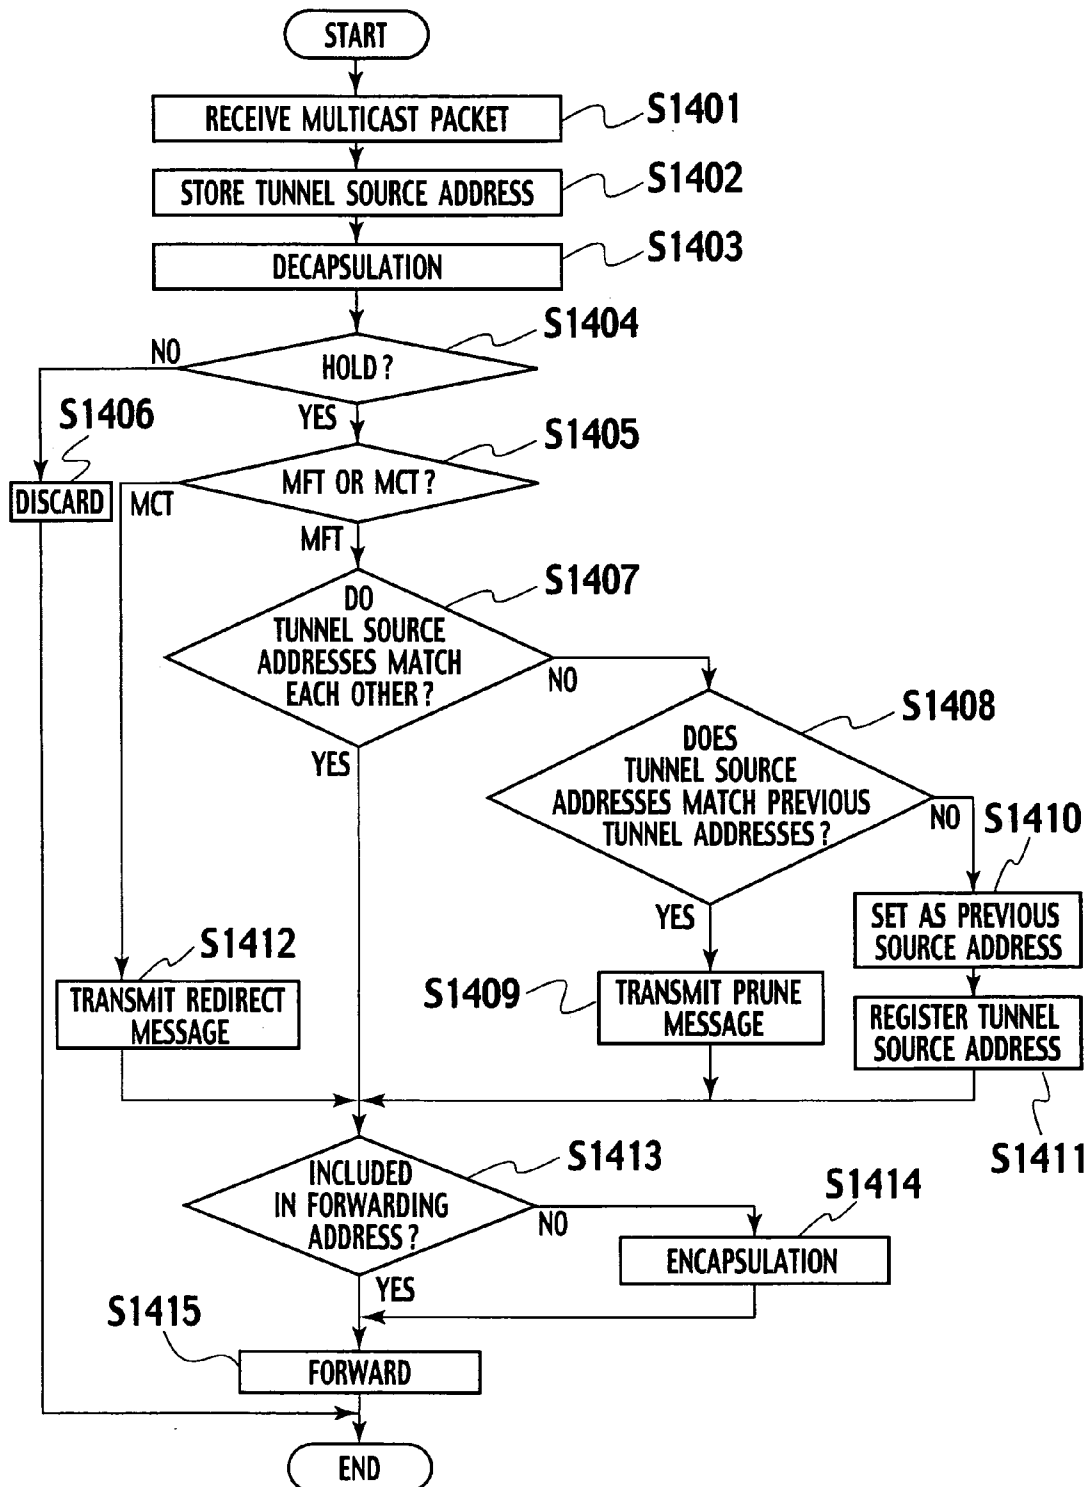 START
RECEIVE MULTICAST PACKET
S1401
STORE TUNNEL SOURCE ADDRESS
S1402
DECAPSULATION
S1403
S1404
NO
HOLD?
YES
S1406
S1405
DISCARD
MCT
MFT OR MCT?
MFT
S1407
DO
TUNNEL SOURCE
ADDRESSES MATCH
EACH OTHER?
NO
YES
S1408
DOES
TUNNEL SOURCE
ADDRESSES MATCH PREVIOUS
TUNNEL ADDRESSES?
NO
S1410
YES
SET AS PREVIOUS
SOURCE ADDRESS
S1412
TRANSMIT REDIRECT
MESSAGE
S1409
TRANSMIT PRUNE
MESSAGE
REGISTER TUNNEL
SOURCE ADDRESS
S1411
S1413
INCLUDED
IN FORWARDING
ADDRESS?
NO
S1414
ENCAPSULATION
YES
S1415
FORWARD
END